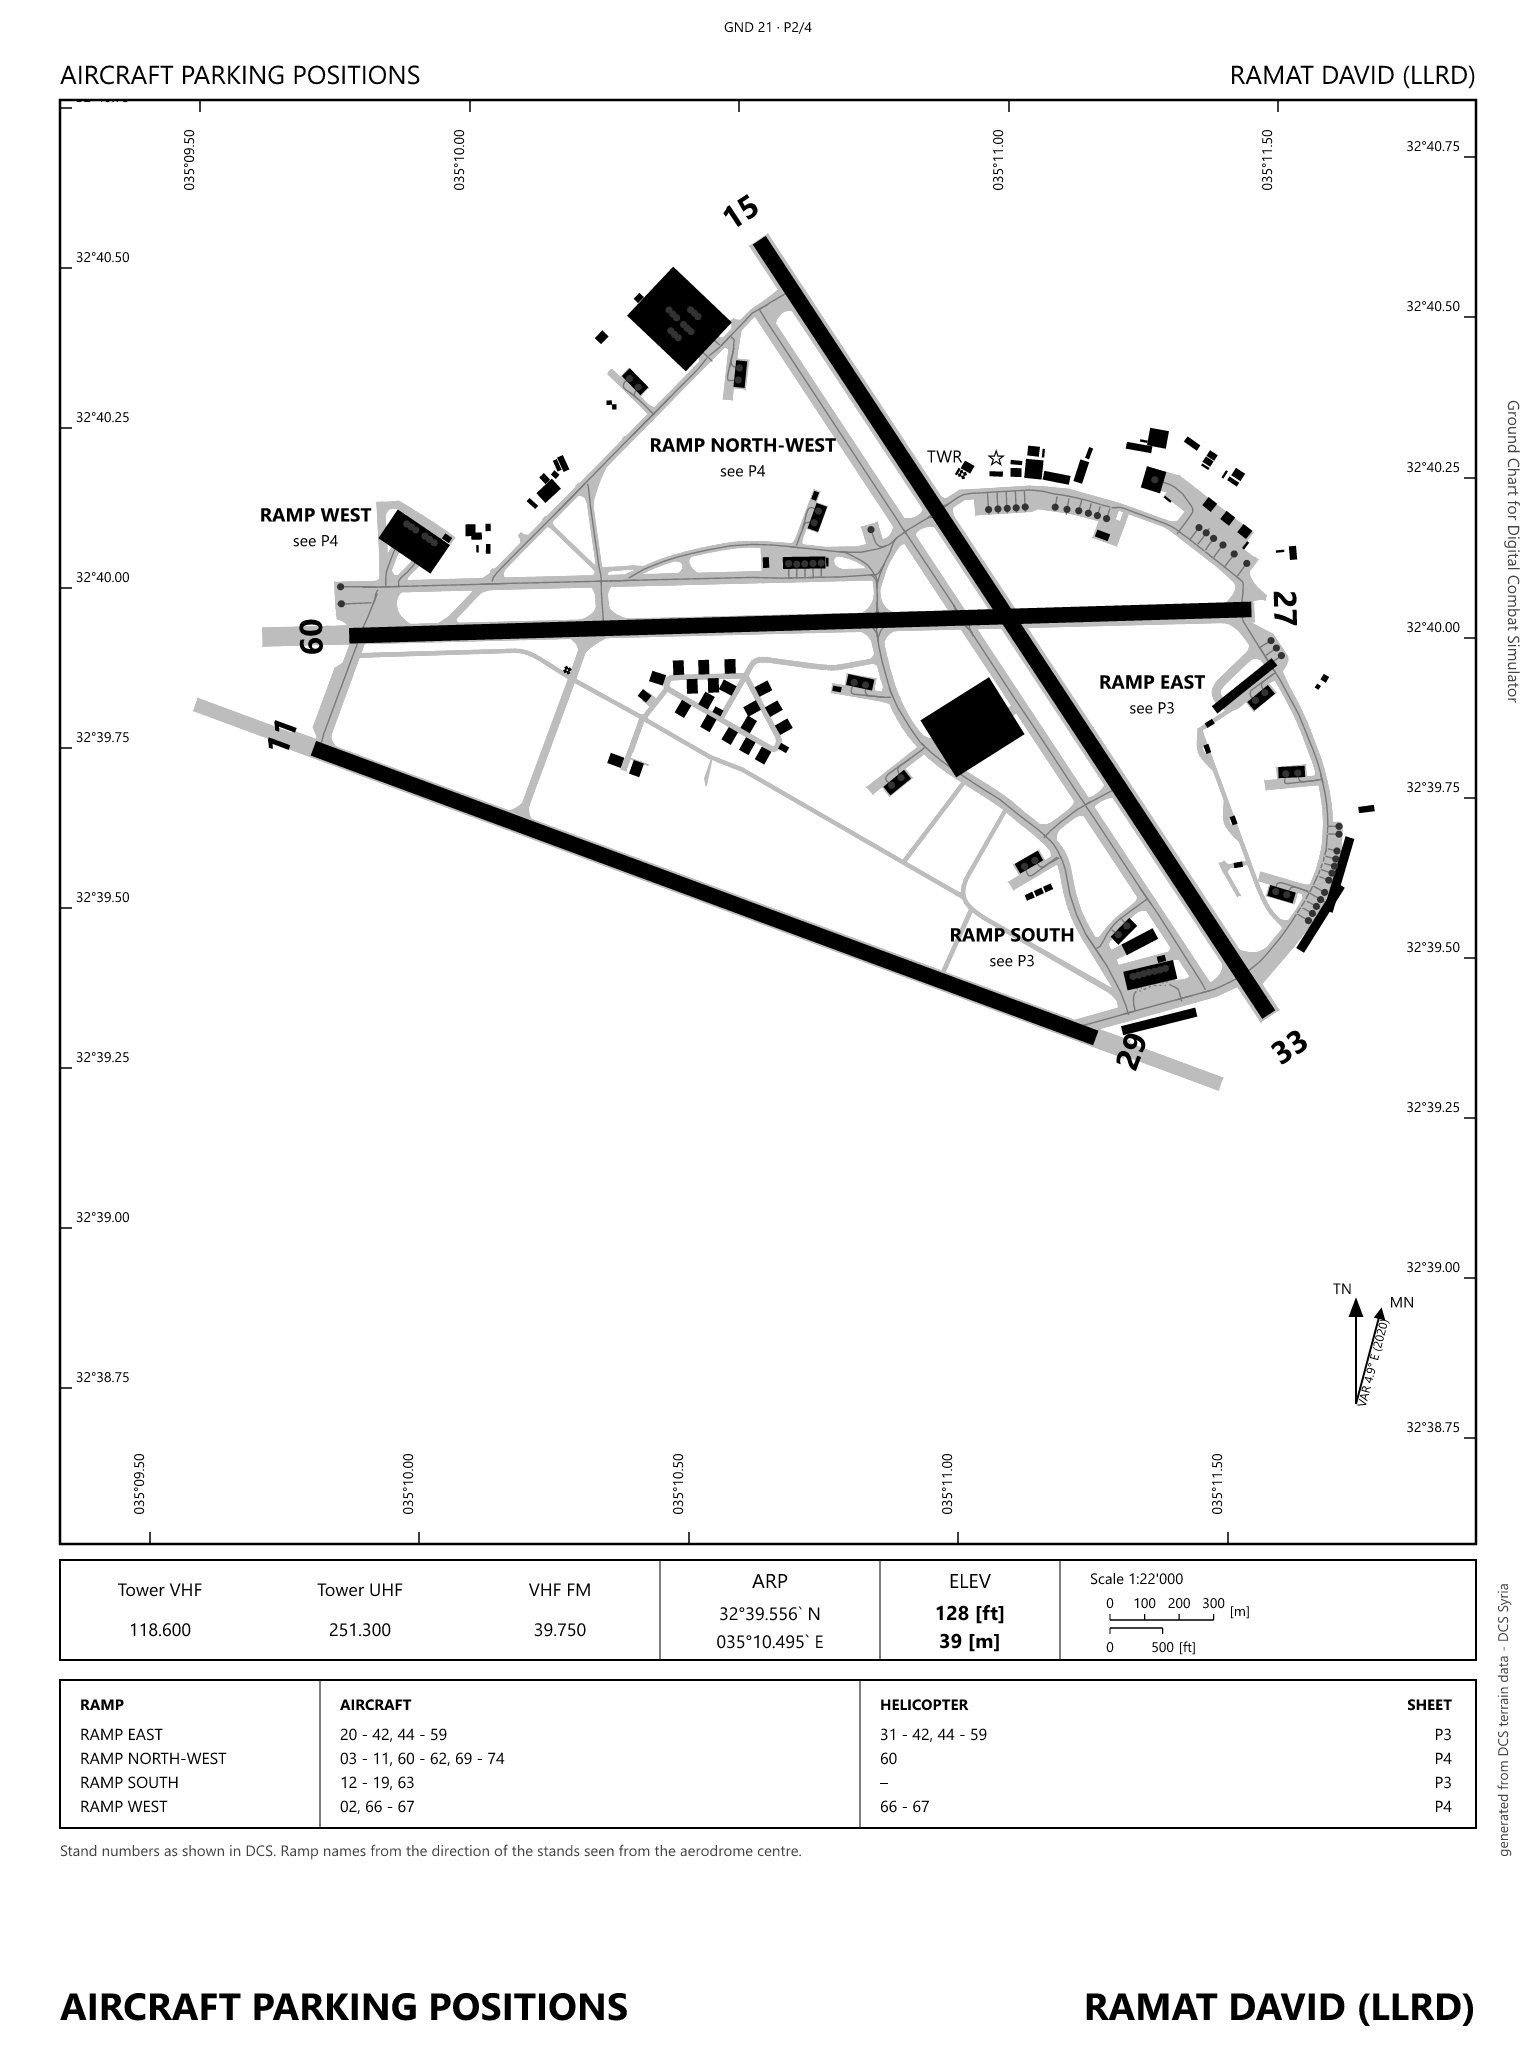 GND 21 · P2/4
AIRCRAFT PARKING POSITIONS
RAMAT DAVID (LLRD)
035°09.50
035°10.00
035°11.00
035°11.50
32°40.75
32°40.50
32°40.50
32°40.25
32°40.25
32°40.00
32°40.00
32°39.75
32°39.75
32°39.50
32°39.50
32°39.25
32°39.25
32°39.00
32°39.00
32°38.75
32°38.75
15
RAMP NORTH-WEST
see P4
TWR
RAMP WEST
see P4
09
27
RAMP EAST
see P3
11
RAMP SOUTH
see P3
29
33
TN
MN
VAR 4.9° E (2020)
035°09.50
035°10.00
035°10.50
035°11.00
035°11.50
Ground Chart for Digital Combat Simulator
Tower VHF
118.600
Tower UHF
251.300
VHF FM
39.750
ARP
32°39.556` N
035°10.495` E
ELEV
128 [ft]
39 [m]
Scale 1:22'000
0 100 200 300 [m]
0 500 [ft]
RAMP AIRCRAFT HELICOPTER SHEET
RAMP EAST 20 - 42, 44 - 59 31 - 42, 44 - 59 P3
RAMP NORTH-WEST 03 - 11, 60 - 62, 69 - 74 60 P4
RAMP SOUTH 12 - 19, 63 – P3
RAMP WEST 02, 66 - 67 66 - 67 P4
Stand numbers as shown in DCS. Ramp names from the direction of the stands seen from the aerodrome centre.
generated from DCS terrain data - DCS Syria
AIRCRAFT PARKING POSITIONS
RAMAT DAVID (LLRD)